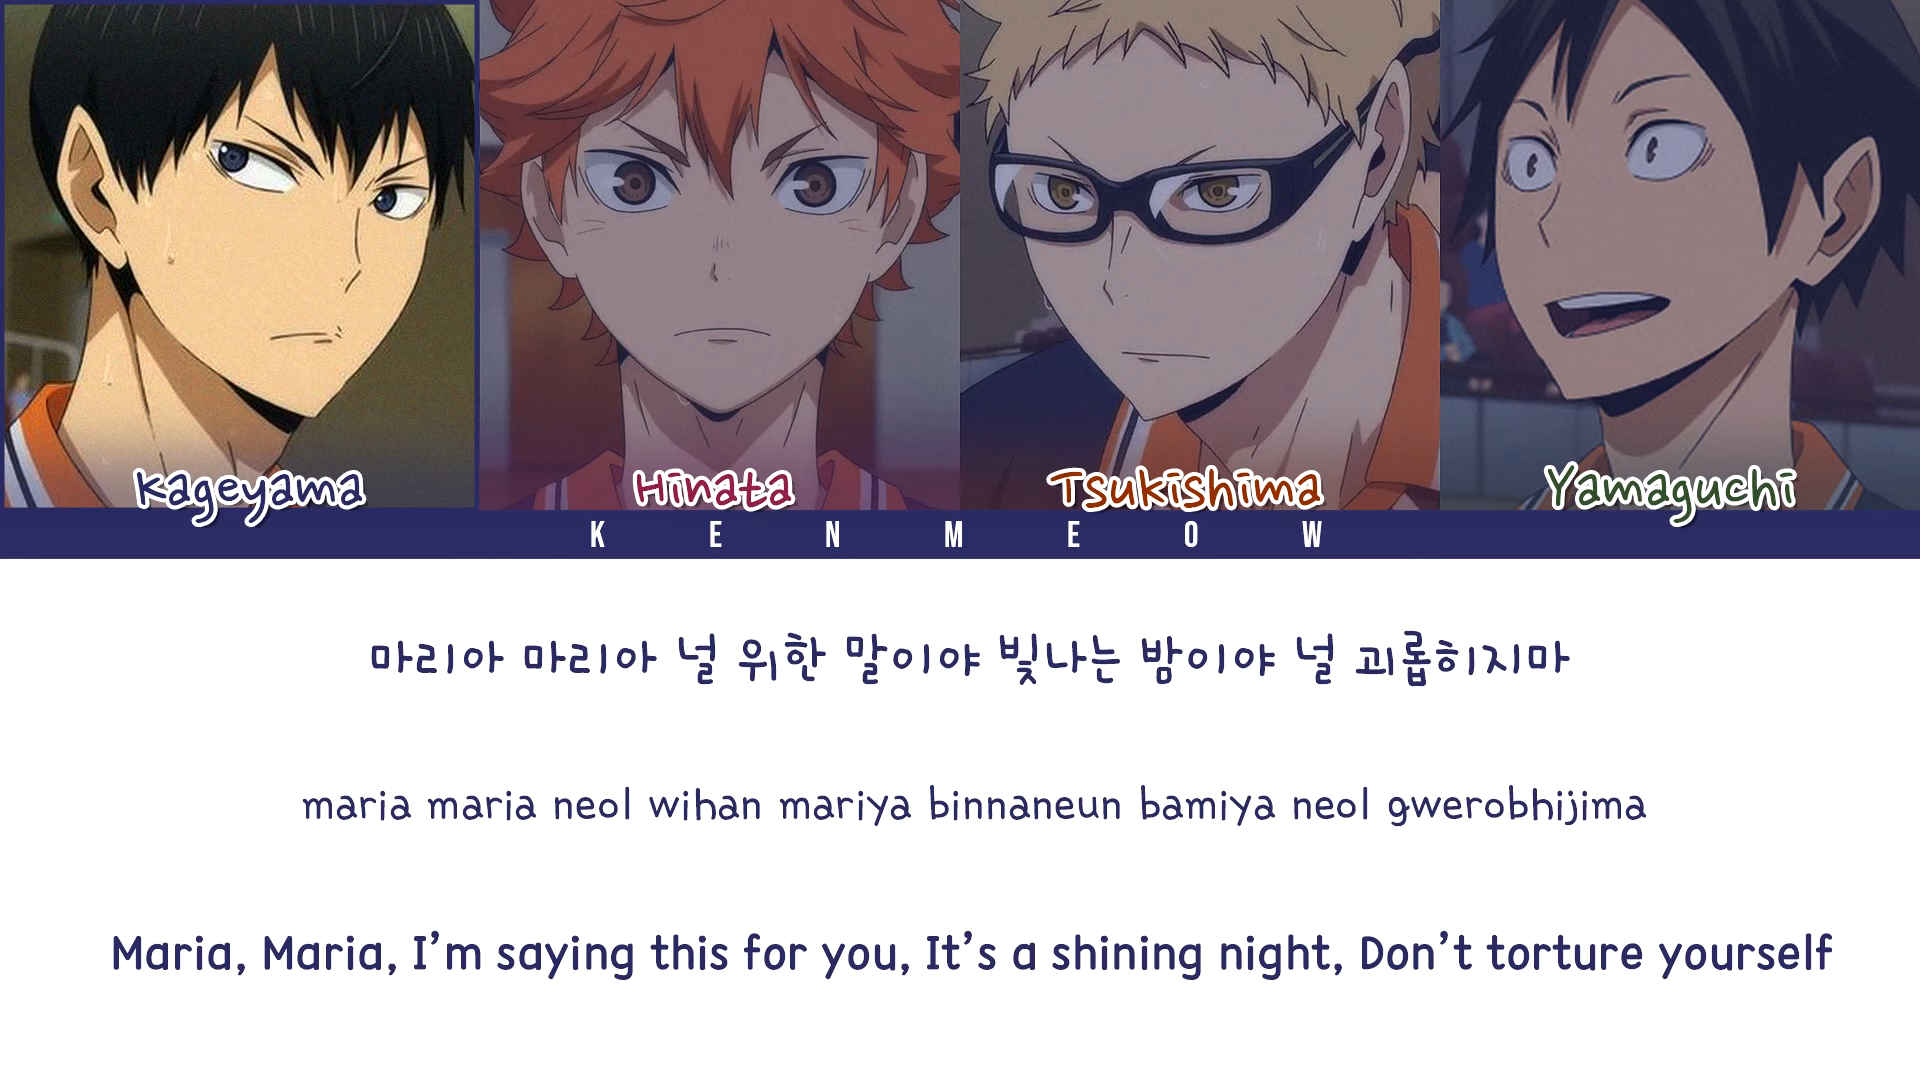 Kageyama Hinata Tsukishima Yamaguchi
KENMEOW
마리아 마리아 널 위한 말이야 빛나는 밤이야 널 괴롭히지마
maria maria neol wihan mariya binnaneun bamiya neol gwerobhijima
Maria, Maria, I’m saying this for you, It’s a shining night, Don’t torture yourself